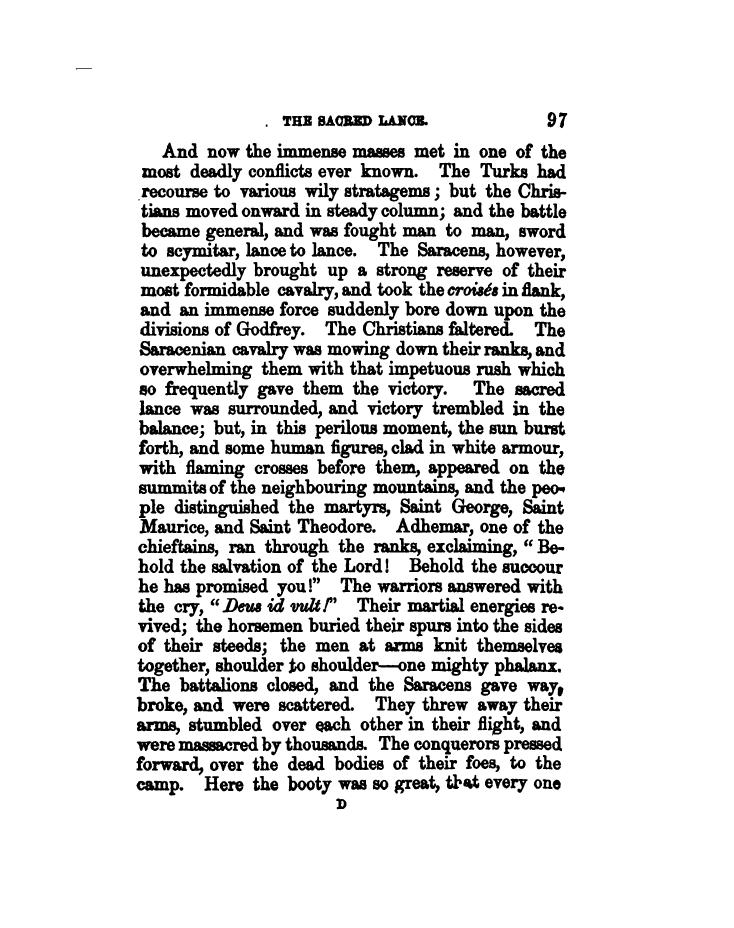 THE SACRED LANCE. 97
And now the immense masses met in one of the
most deadly conflicts ever known. The Turks had
recourse to various wily stratagems; but the Chris-
tians moved onward in steady column; and the battle
became general, and was fought man to man, sword
to scymitar, lance to lance. The Saracens, however,
unexpectedly brought up a strong reserve of their
most formidable cavalry, and took the croisés in flank,
and an immense force suddenly bore down upon the
divisions of Godfrey. The Christians faltered. The
Saracenian cavalry was mowing down their ranks, and
overwhelming them with that impetuous rush which
so frequently gave them the victory. The sacred
lance was surrounded, and victory trembled in the
balance; but, in this perilous moment, the sun burst
forth, and some human figures, clad in white armour,
with flaming crosses before them, appeared on the
summits of the neighbouring mountains, and the peo-
ple distinguished the martyrs, Saint George, Saint
Maurice, and Saint Theodore. Adhemar, one of the
chieftains, ran through the ranks, exclaiming, "Be-
hold the salvation of the Lord! Behold the succour
he has promised you!" The warriors answered with
the cry, "Deus id vult!" Their martial energies re-
vived; the horsemen buried their spurs into the sides
of their steeds; the men at arms knit themselves
together, shoulder to shoulder—one mighty phalanx.
The battalions closed, and the Saracens gave way,
broke, and were scattered. They threw away their
arms, stumbled over each other in their flight, and
were massacred by thousands. The conquerors pressed
forward, over the dead bodies of their foes, to the
camp. Here the booty was so great, that every one
D